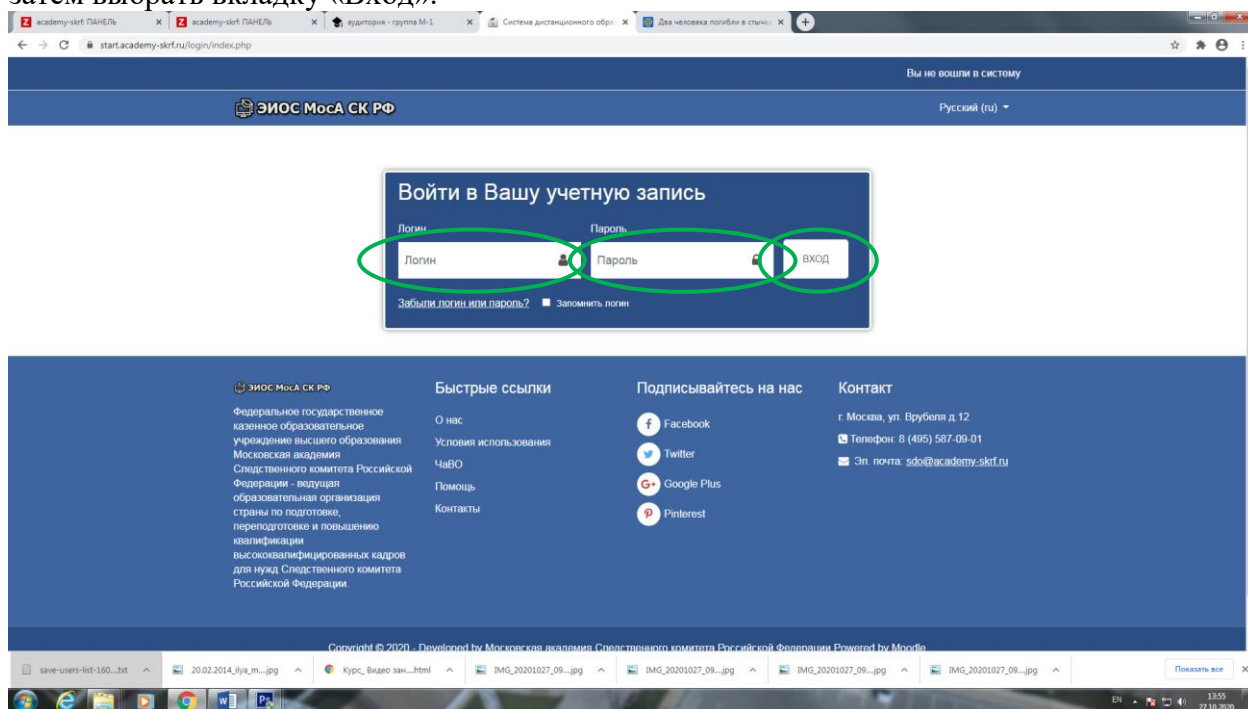 затем выбрать вкладку «Вход».
academy-skrf: ПАНЕЛЬ
academy-skrf: ПАНЕЛЬ
аудитория - группа М-1
Система дистанционного обра
Два человека погибли в стычк
start.academy-skrf.ru/login/index.php
Вы не вошли в систему
ЭИОС МосА СК РФ
Русский (ru)
Войти в Вашу учетную запись
Логин
Пароль
Логин
Пароль
ВХОД
Забыли логин или пароль?
Запомнить логин
ЭИОС МосА СК РФ
Федеральное государственное
казенное образовательное
учреждение высшего образования
Московская академия
Следственного комитета Российской
Федерации - ведущая
образовательная организация
страны по подготовке,
переподготовке и повышению
квалификации
высококвалифицированных кадров
для нужд Следственного комитета
Российской Федерации.
Быстрые ссылки
О нас
Условия использования
ЧаВО
Помощь
Контакты
Подписывайтесь на нас
Facebook
Twitter
Google Plus
Pinterest
Контакт
г. Москва, ул. Врубеля д.12
Телефон: 8 (495) 587-09-01
Эл. почта: sdo@academy-skrf.ru
Copyright © 2020 - Developed by Московская академия Следственного комитета Российской Федерации Powered by Moodle
save-users-list-160....txt
20.02.2014_ilya_m....jpg
Курс_ Видео зан....html
IMG_20201027_09....jpg
IMG_20201027_09....jpg
IMG_20201027_09....jpg
IMG_20201027_09....jpg
Показать все
EN
13:55
27.10.2020